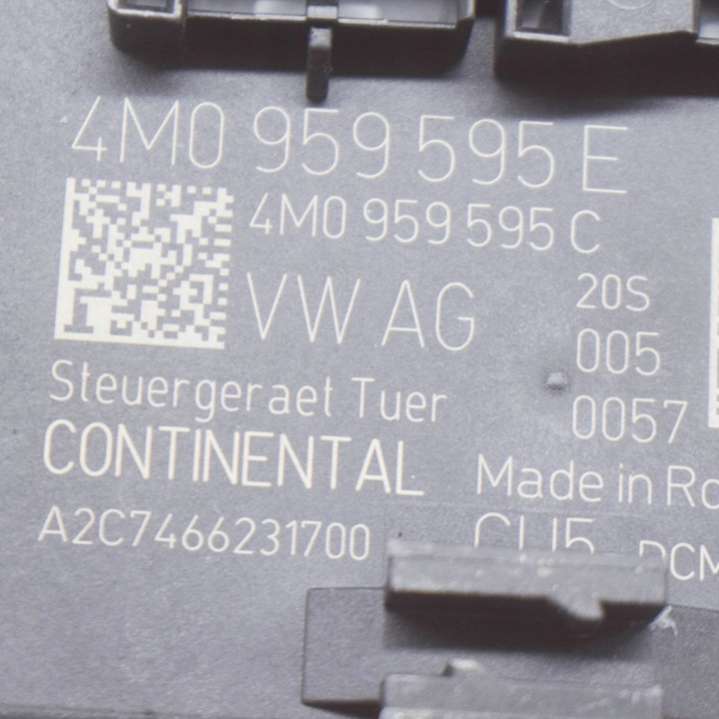 4M0 959 595 E
4M0 959 595 C
VW AG
20S
005
0057
Steuergeraet Tuer
CONTINENTAL
Made in
A2C7466231700